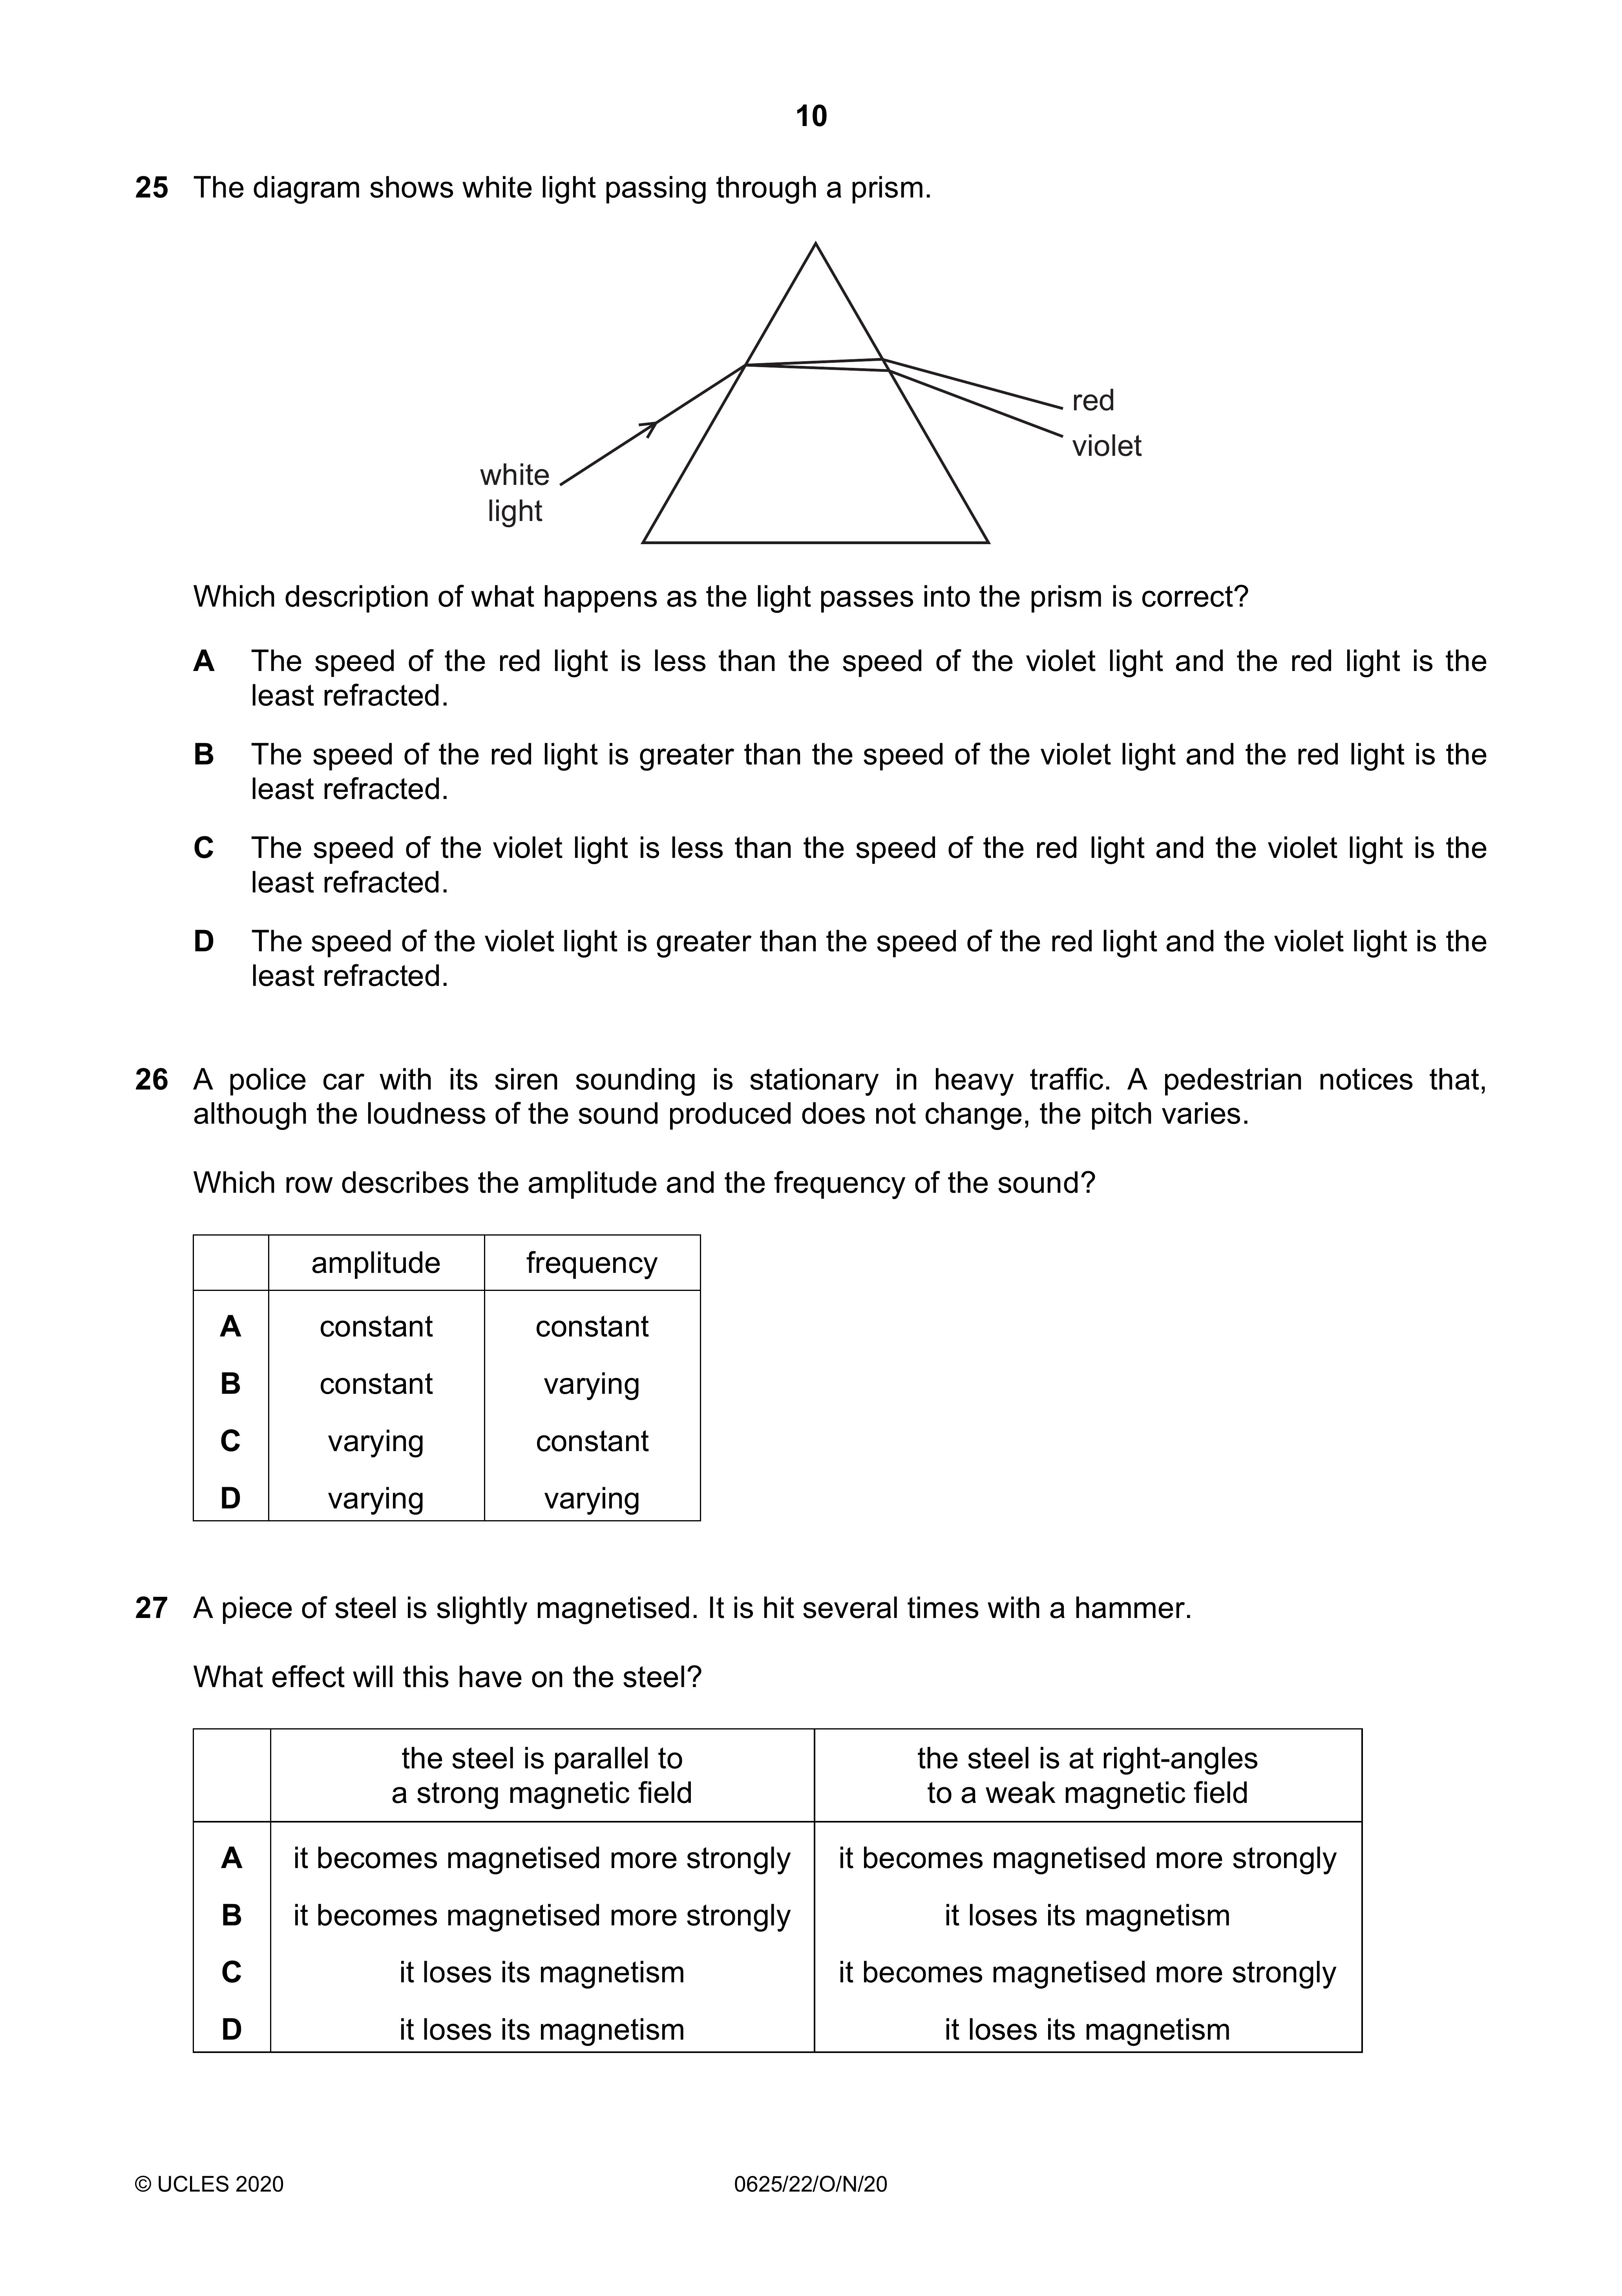 10
25 The diagram shows white light passing through a prism.
red
violet
white
light
Which description of what happens as the light passes into the prism is correct?
A The speed of the red light is less than the speed of the violet light and the red light is the
least refracted.
B The speed of the red light is greater than the speed of the violet light and the red light is the
least refracted.
C The speed of the violet light is less than the speed of the red light and the violet light is the
least refracted.
D The speed of the violet light is greater than the speed of the red light and the violet light is the
least refracted.
26 A police car with its siren sounding is stationary in heavy traffic. A pedestrian notices that,
although the loudness of the sound produced does not change, the pitch varies.
Which row describes the amplitude and the frequency of the sound?
amplitude frequency
A constant constant
B constant varying
C varying constant
D varying varying
27 A piece of steel is slightly magnetised. It is hit several times with a hammer.
What effect will this have on the steel?
the steel is parallel to the steel is at right-angles
a strong magnetic field to a weak magnetic field
A it becomes magnetised more strongly it becomes magnetised more strongly
B it becomes magnetised more strongly it loses its magnetism
C it loses its magnetism it becomes magnetised more strongly
D it loses its magnetism it loses its magnetism
© UCLES 2020 0625/22/O/N/20